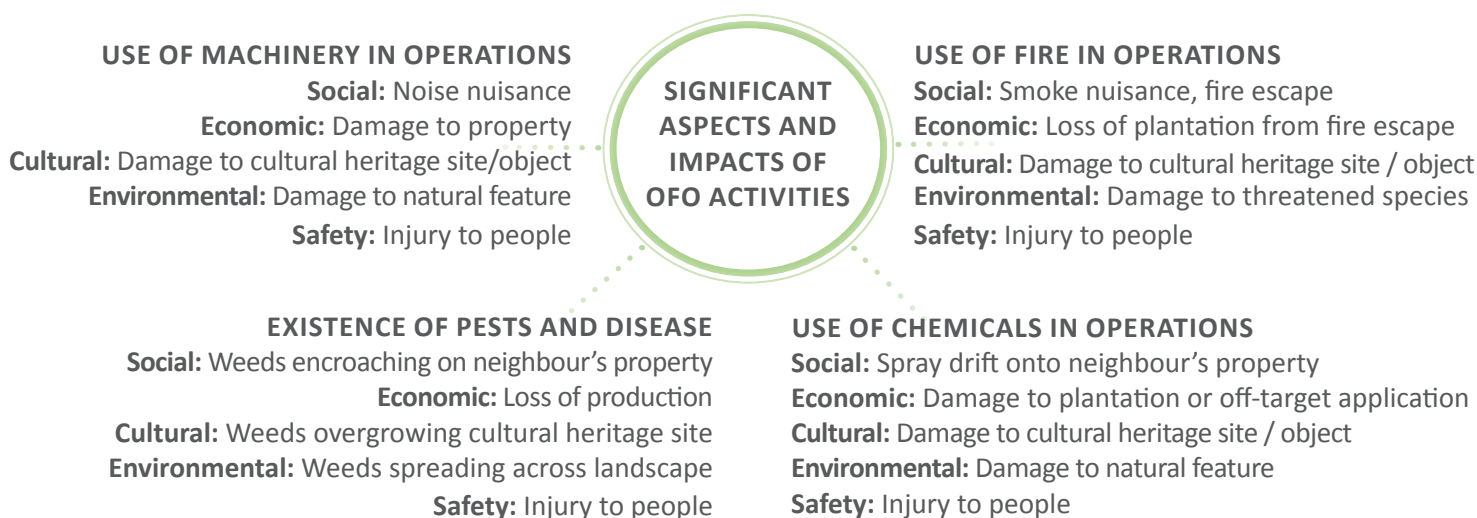 USE OF MACHINERY IN OPERATIONS
Social: Noise nuisance
Economic: Damage to property
Cultural: Damage to cultural heritage site/object
Environmental: Damage to natural feature
Safety: Injury to people
SIGNIFICANT
ASPECTS AND
IMPACTS OF
OFO ACTIVITIES
USE OF FIRE IN OPERATIONS
Social: Smoke nuisance, fire escape
Economic: Loss of plantation from fire escape
Cultural: Damage to cultural heritage site / object
Environmental: Damage to threatened species
Safety: Injury to people
EXISTENCE OF PESTS AND DISEASE
Social: Weeds encroaching on neighbour’s property
Economic: Loss of production
Cultural: Weeds overgrowing cultural heritage site
Environmental: Weeds spreading across landscape
Safety: Injury to people
USE OF CHEMICALS IN OPERATIONS
Social: Spray drift onto neighbour’s property
Economic: Damage to plantation or off-target application
Cultural: Damage to cultural heritage site / object
Environmental: Damage to natural feature
Safety: Injury to people